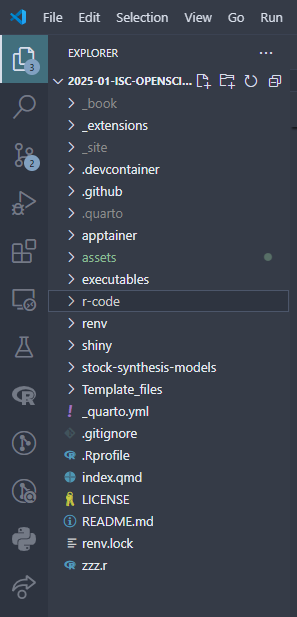 File Edit Selection View Go Run
EXPLORER
2025-01-ISC-OPENSCI...
_book
_extensions
_site
.devcontainer
.github
.quarto
apptainer
assets
executables
r-code
renv
shiny
stock-synthesis-models
Template_files
_quarto.yml
.gitignore
.Rprofile
index.qmd
LICENSE
README.md
renv.lock
zzz.r
3
2